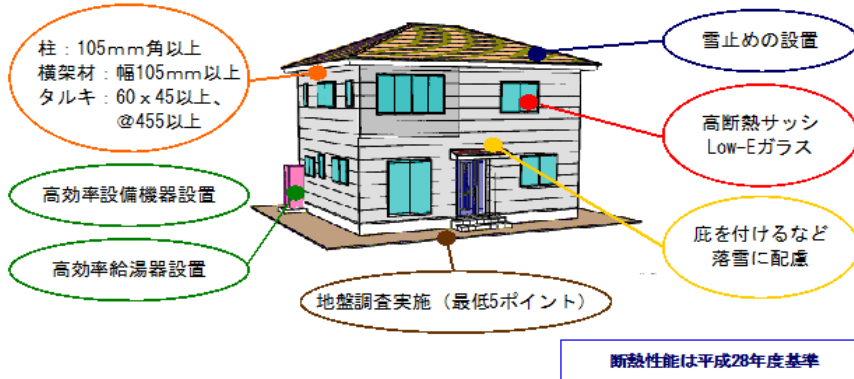 柱：105mm角以上
横架材：幅105mm以上
タルキ：60ｘ45以上、
@455以上
雪止めの設置
高断熱サッシ
Low-Eガラス
高効率設備機器設置
庇を付けるなど
落雪に配慮
高効率給湯器設置
地盤調査実施（最低5ポイント）
断熱性能は平成28年度基準